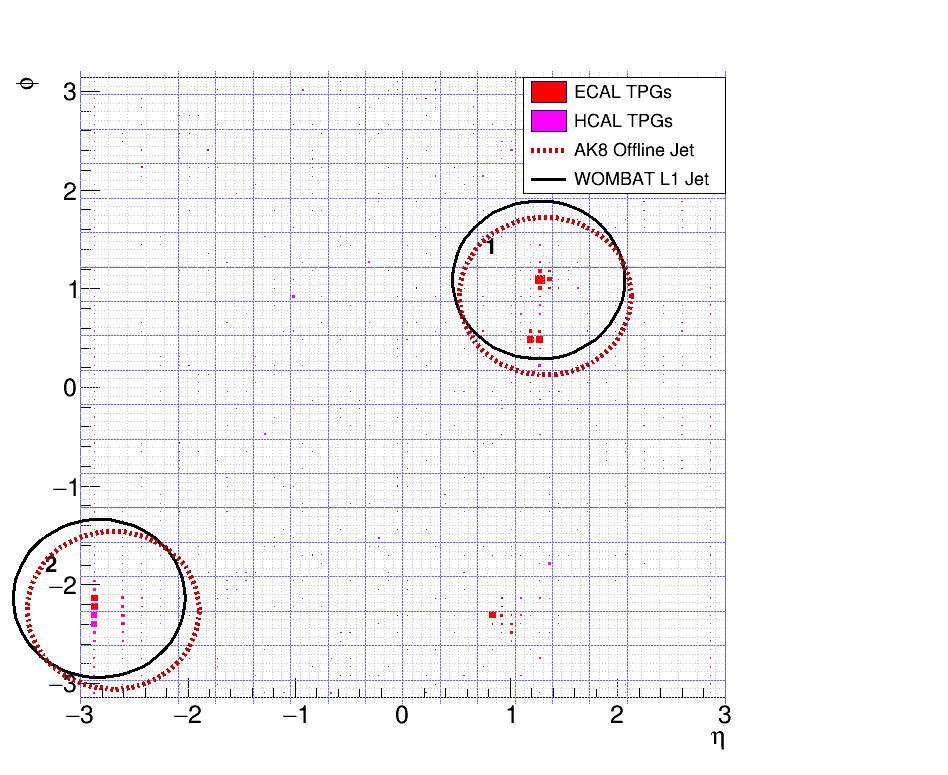 ϕ
3
ECAL TPGs
HCAL TPGs
AK8 Offline Jet
WOMBAT L1 Jet
2
1
1
0
−1
2
−2
−3
−3 −2 −1 0 1 2 3
η